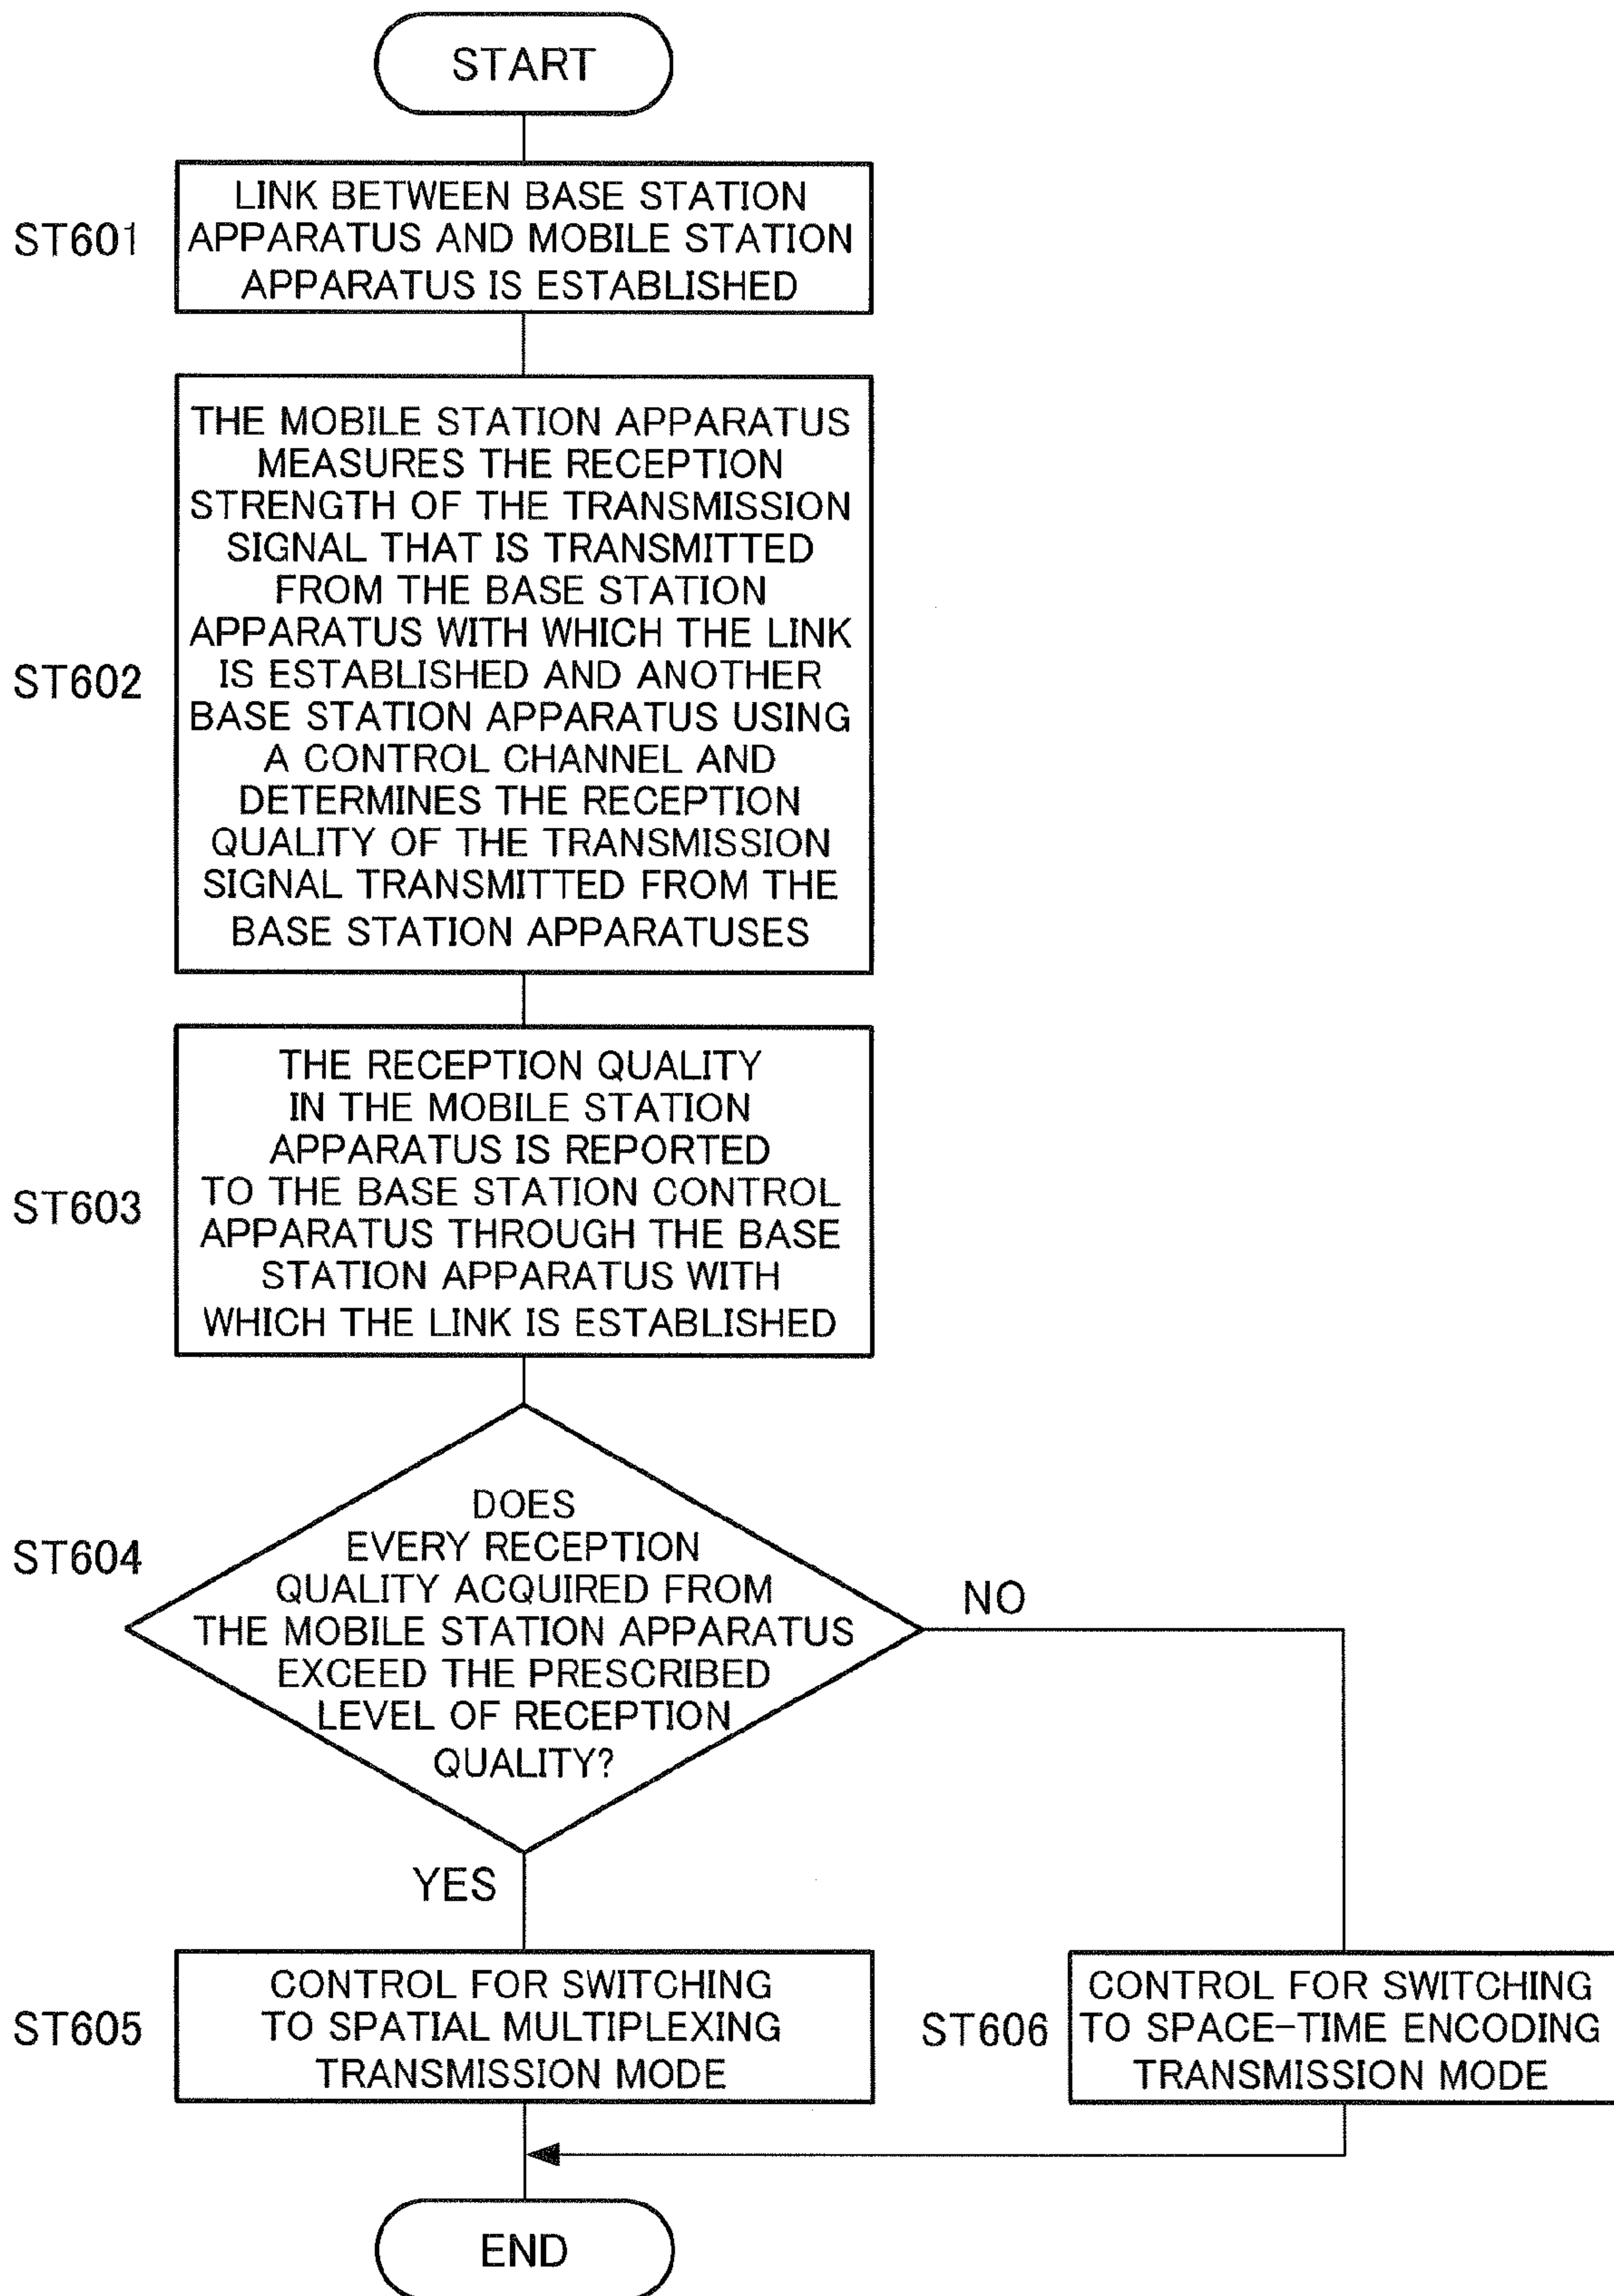 START
ST601
LINK BETWEEN BASE STATION
APPARATUS AND MOBILE STATION
APPARATUS IS ESTABLISHED
ST602
THE MOBILE STATION APPARATUS
MEASURES THE RECEPTION
STRENGTH OF THE TRANSMISSION
SIGNAL THAT IS TRANSMITTED
FROM THE BASE STATION
APPARATUS WITH WHICH THE LINK
IS ESTABLISHED AND ANOTHER
BASE STATION APPARATUS USING
A CONTROL CHANNEL AND
DETERMINES THE RECEPTION
QUALITY OF THE TRANSMISSION
SIGNAL TRANSMITTED FROM THE
BASE STATION APPARATUSES
ST603
THE RECEPTION QUALITY
IN THE MOBILE STATION
APPARATUS IS REPORTED
TO THE BASE STATION CONTROL
APPARATUS THROUGH THE BASE
STATION APPARATUS WITH
WHICH THE LINK IS ESTABLISHED
ST604
DOES
EVERY RECEPTION
QUALITY ACQUIRED FROM
THE MOBILE STATION APPARATUS
EXCEED THE PRESCRIBED
LEVEL OF RECEPTION
QUALITY?
NO
YES
ST605
CONTROL FOR SWITCHING
TO SPATIAL MULTIPLEXING
TRANSMISSION MODE
ST606
CONTROL FOR SWITCHING
TO SPACE-TIME ENCODING
TRANSMISSION MODE
END